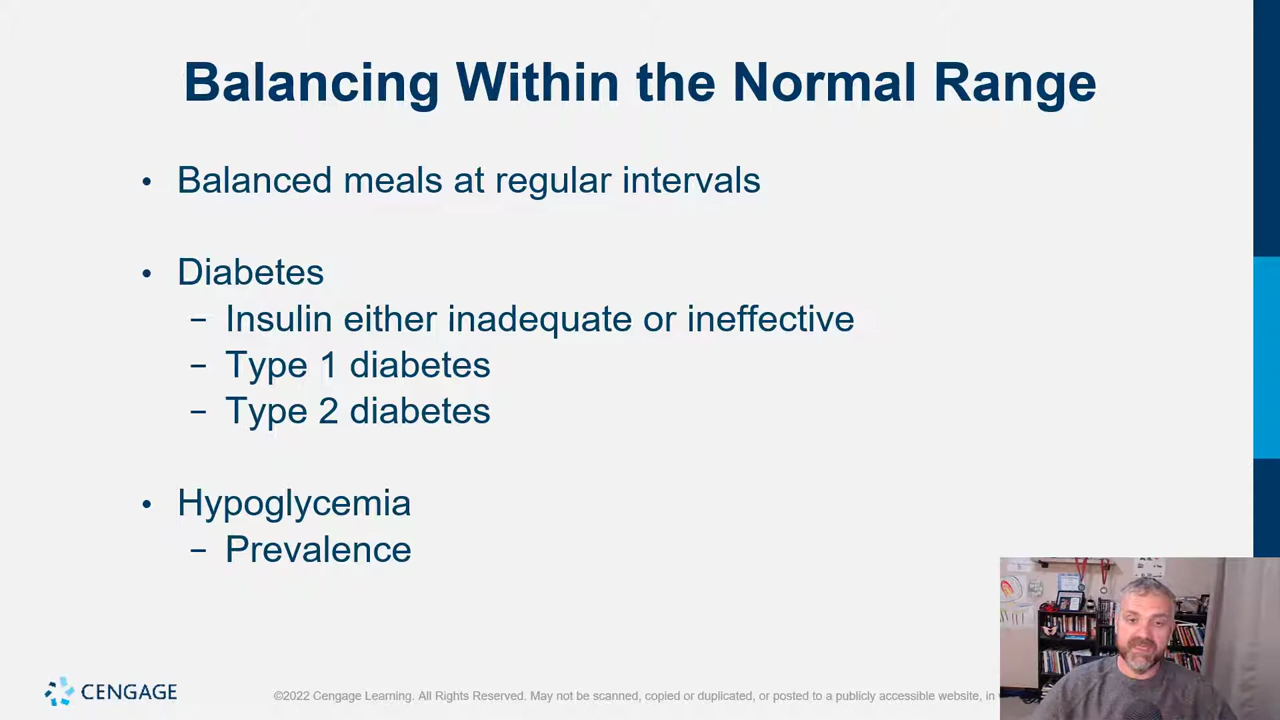 Balancing Within the Normal Range
• Balanced meals at regular intervals
• Diabetes
− Insulin either inadequate or ineffective
− Type 1 diabetes
− Type 2 diabetes
• Hypoglycemia
− Prevalence
CENGAGE
©2022 Cengage Learning. All Rights Reserved. May not be scanned, copied or duplicated, or posted to a publicly accessible website, in